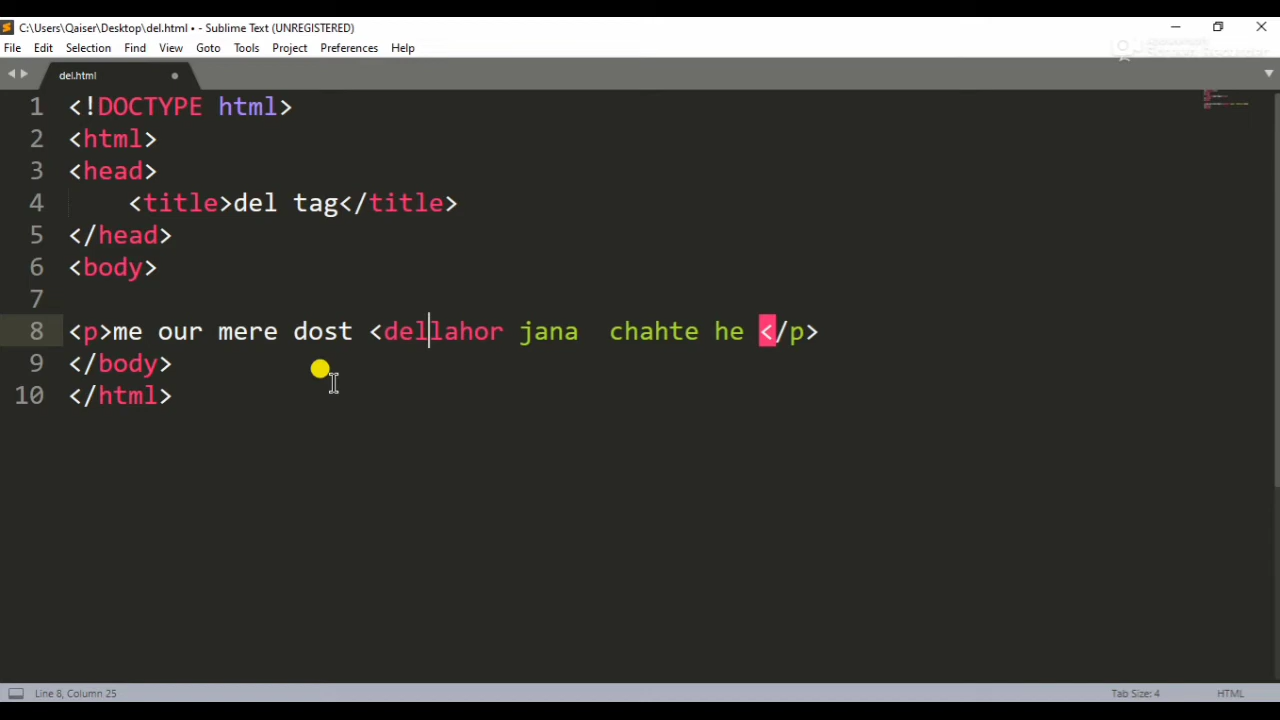 C:\Users\Qaiser\Desktop\del.html • - Sublime Text (UNREGISTERED)
File Edit Selection Find View Goto Tools Project Preferences Help
del.html
1 <!DOCTYPE html>
2 <html>
3 <head>
4 <title>del tag</title>
5 </head>
6 <body>
7
8 <p>me our mere dost <dellahor jana  chahte he </p>
9 </body>
10 </html>
Line 8, Column 25
Tab Size: 4
HTML